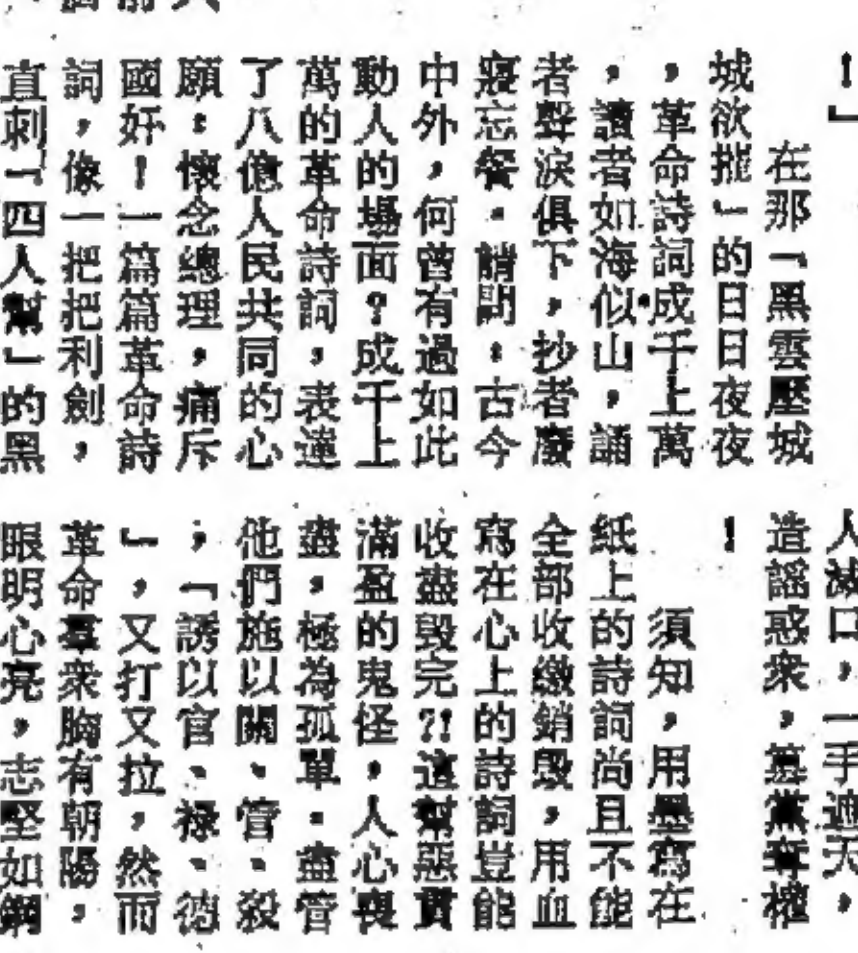 ！」
在那「黑雲壓城
城欲摧」的日日夜夜
，革命詩詞成千上萬
，讀者如海似山，誦
者聲淚俱下，抄者廢
寢忘餐。請問：古今
中外，何曾有過如此
動人的場面？成千上
萬的革命詩詞，表達
了八億人民共同的心
願：懷念總理，痛斥
國奸！一篇篇革命詩
詞，像一把把利劍，
直刺「四人幫」的黑
人滅口，一手遮天，
造謠惑衆，篡黨奪權
！
須知，用墨寫在
紙上的詩詞尚且不能
全部收繳銷毀，用血
寫在心上的詩詞豈能
收盡毀完?!這幫惡貫
滿盈的鬼怪，人心喪
盡，極為孤單。盡管
他們施以關、管、殺
；「誘以官、祿、德
」，又打又拉，然而
革命羣衆胸有朝陽，
眼明心亮，志堅如鋼